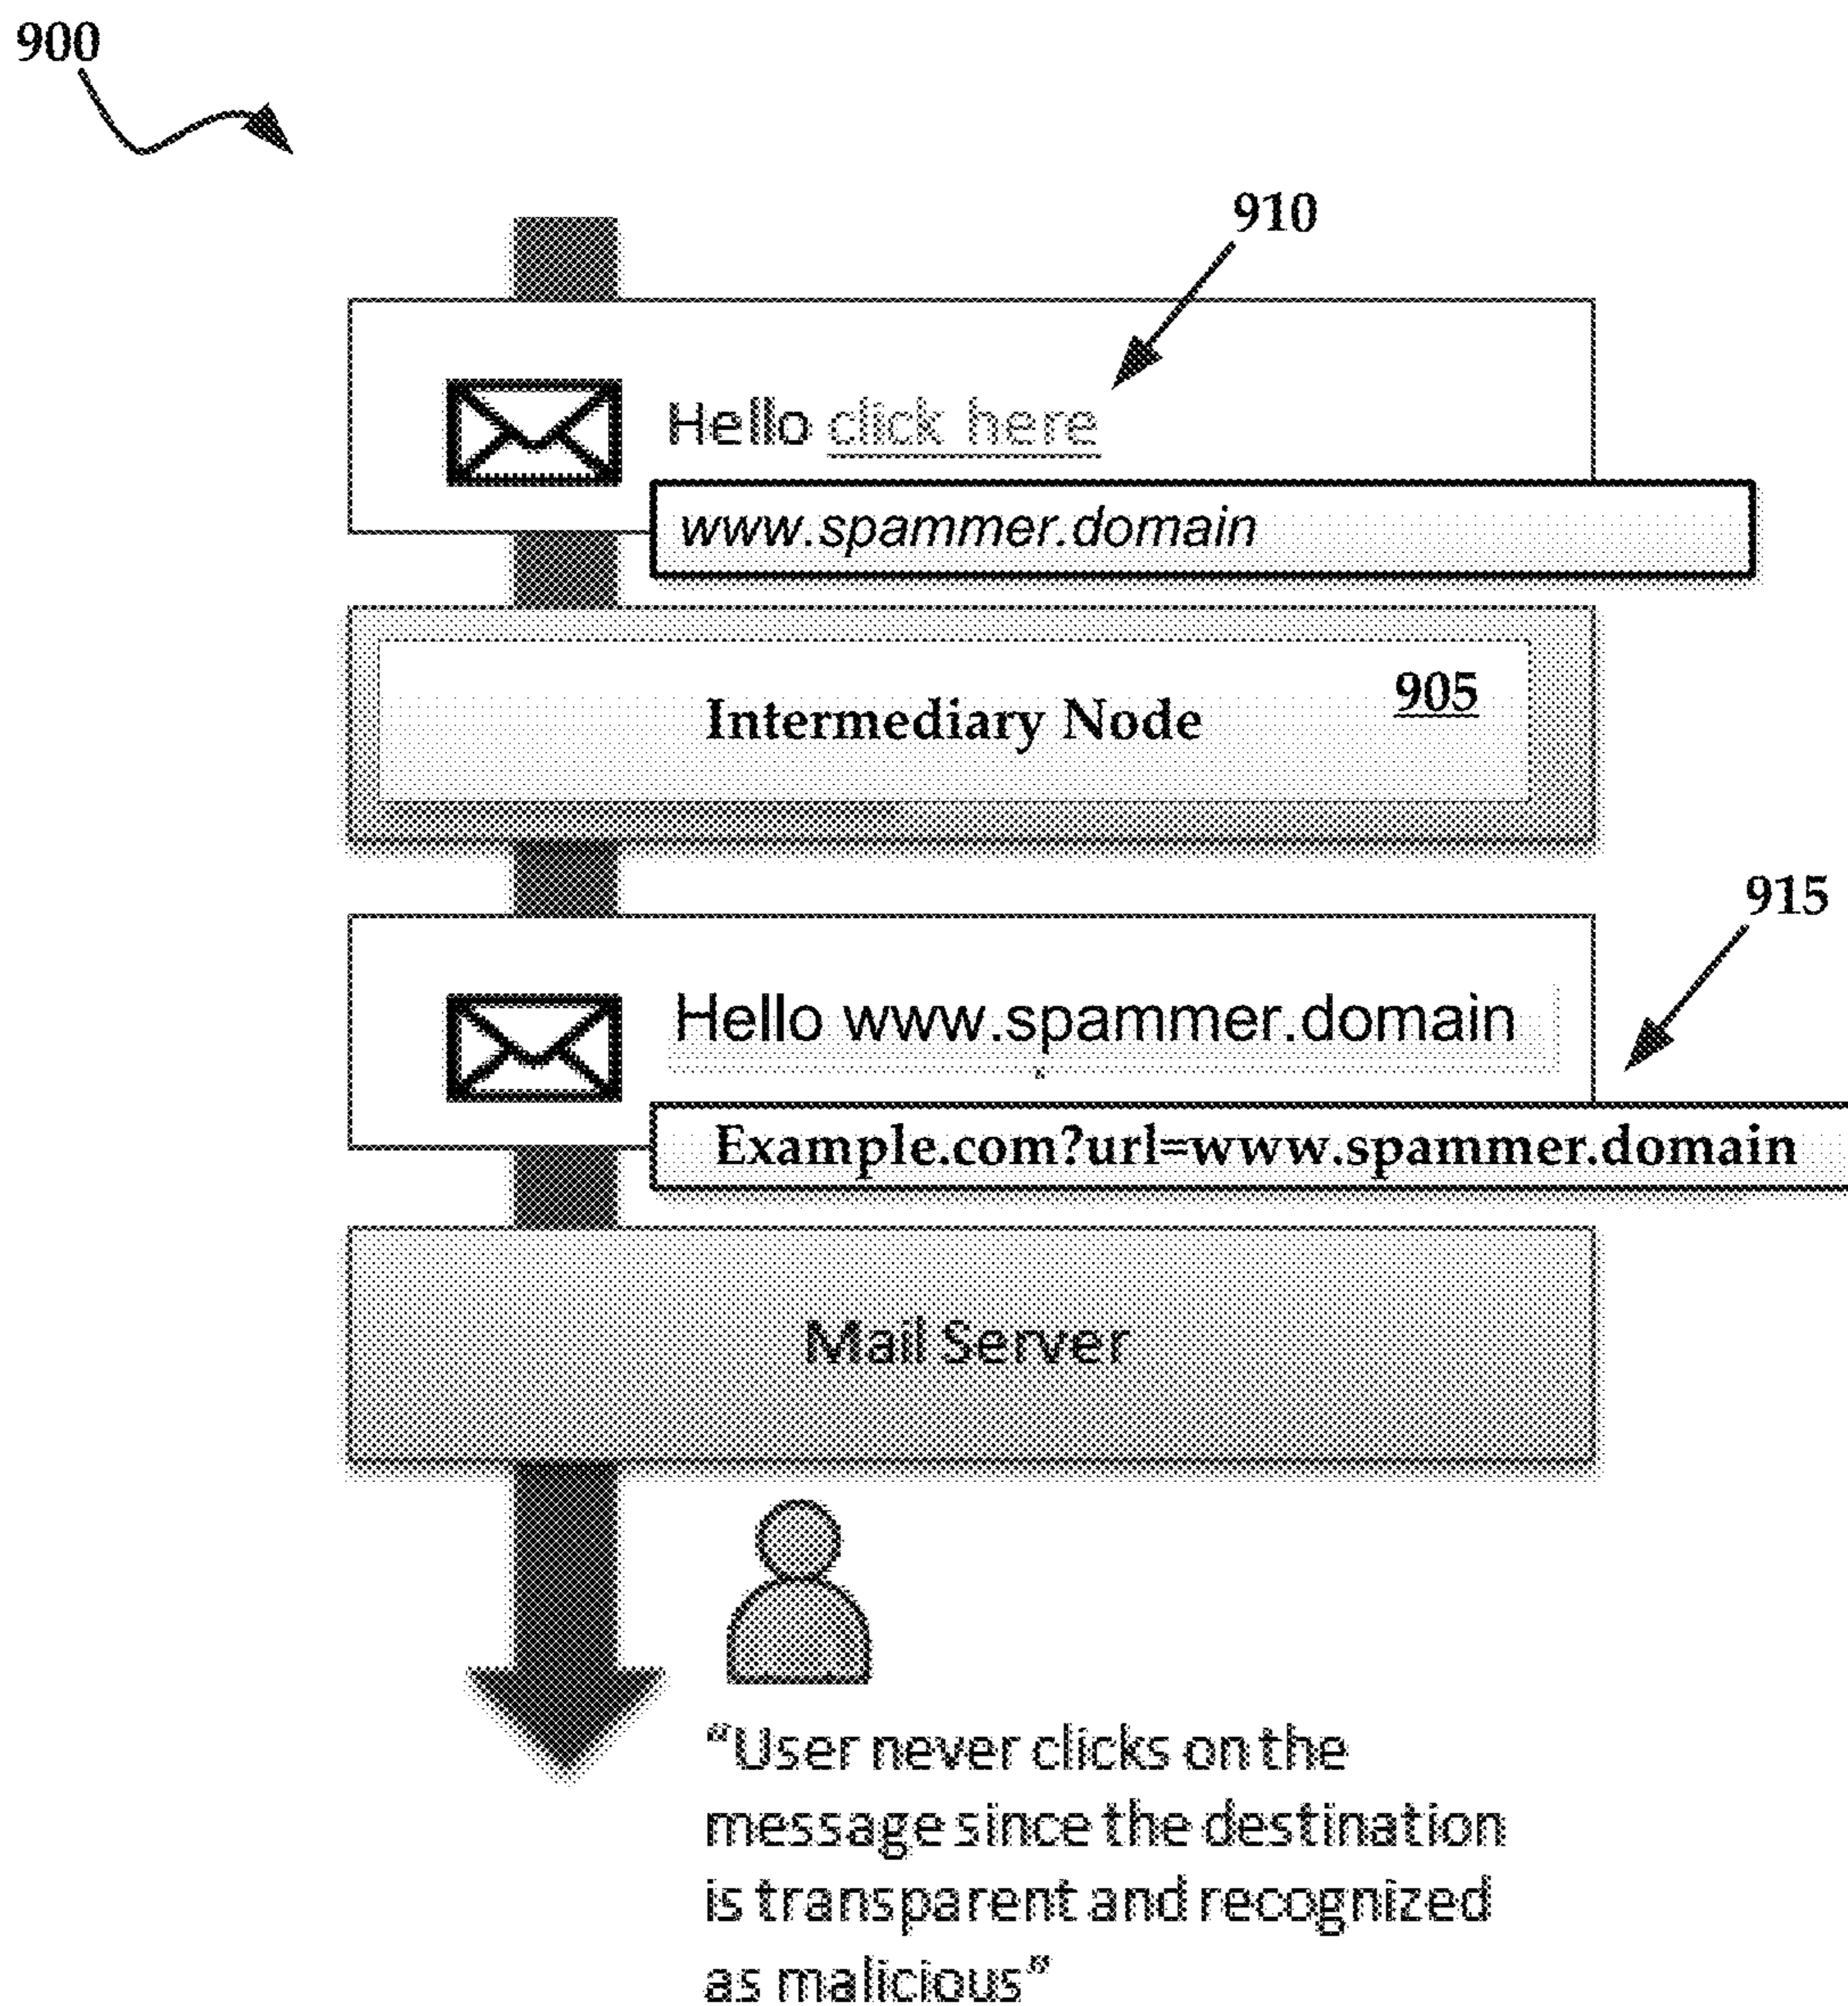 900
910
Hello click here
www.spammer.domain
905
Intermediary Node
915
Hello www.spammer.domain
Example.com?url=www.spammer.domain
Mail Server
“User never clicks on the
message since the destination
is transparent and recognized
as malicious”